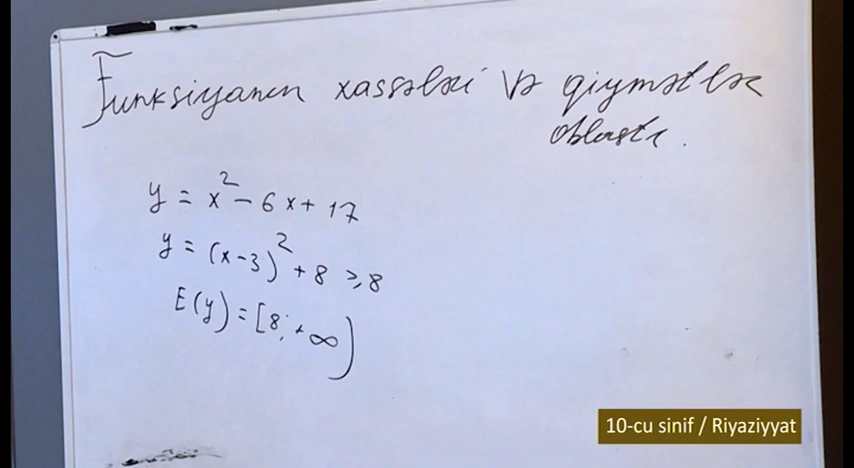 Funksiyanın xassələri və qiymətlər
oblastı.
y = x² - 6x + 17
y = (x-3)² + 8 ≥ 8
E(y) = [8; +∞)
10-cu sinif / Riyaziyyat